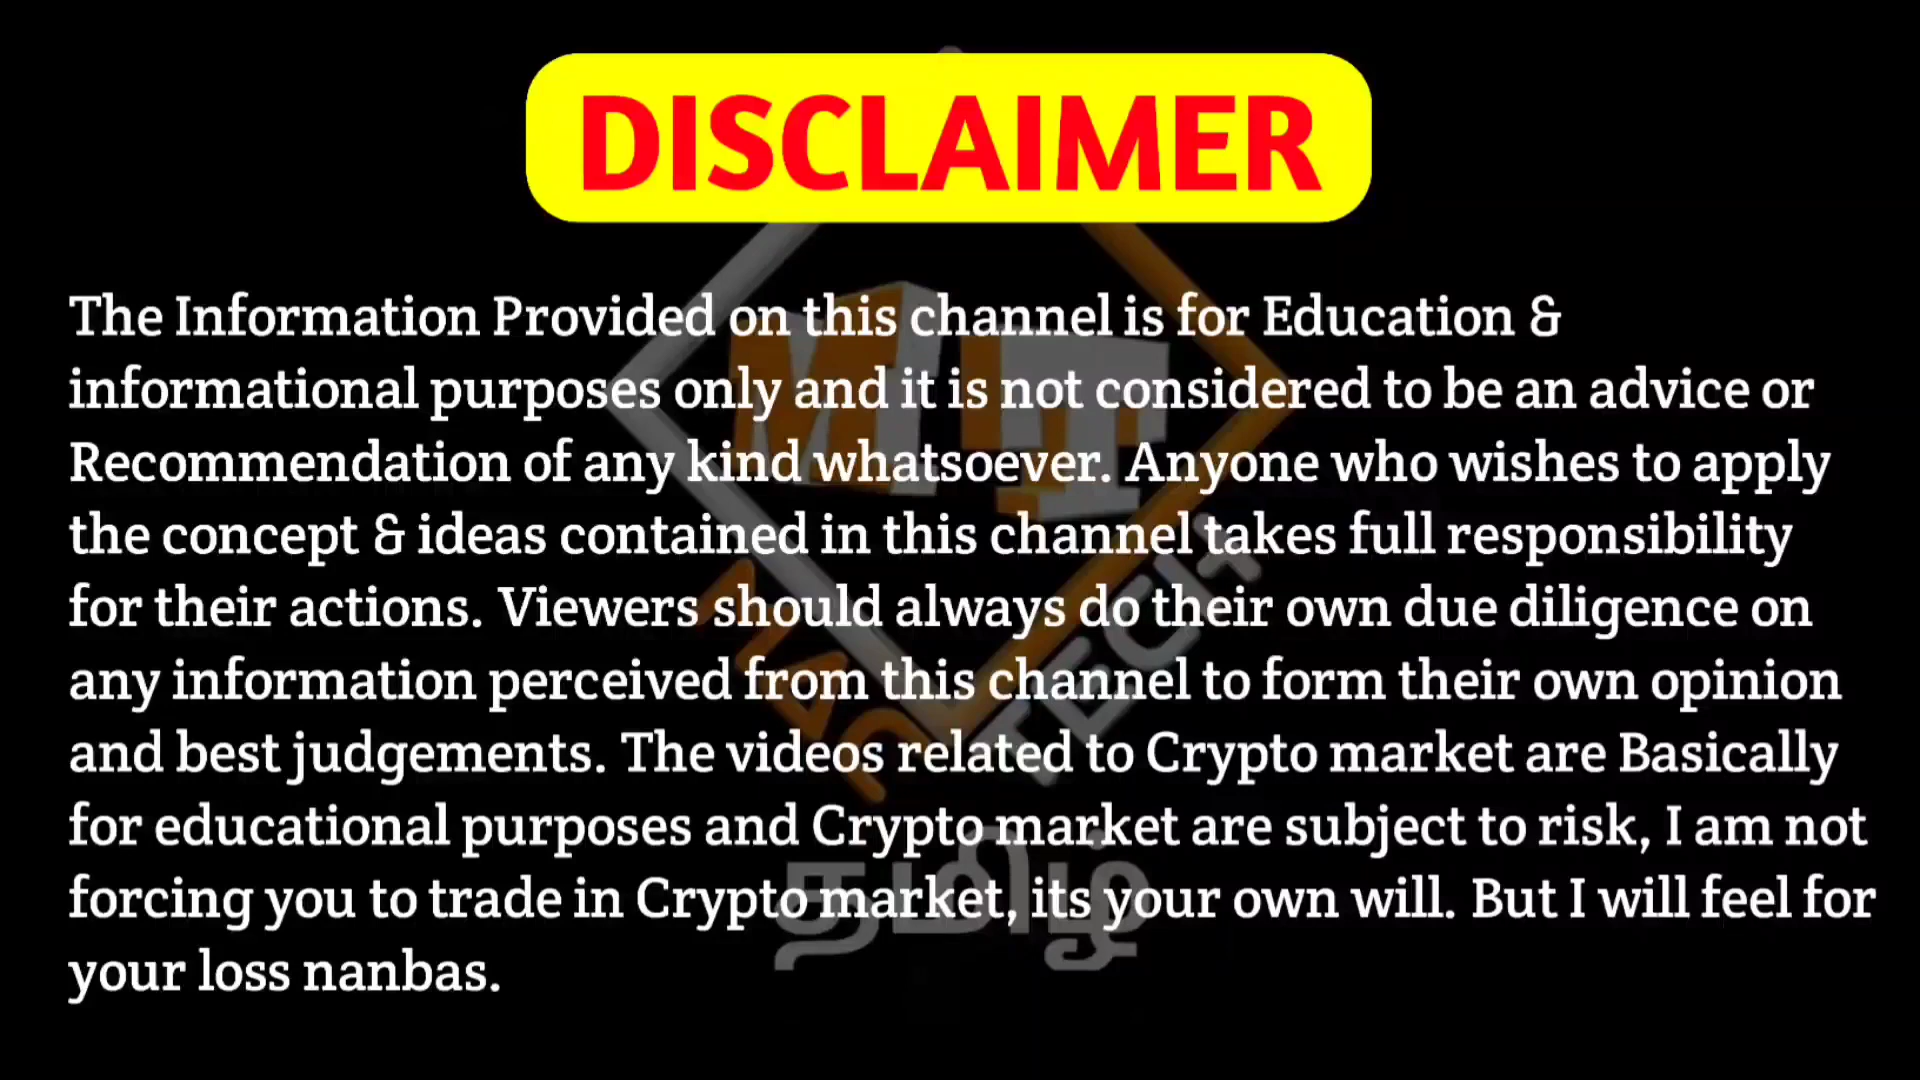 DISCLAIMER
The Information Provided on this channel is for Education &
informational purposes only and it is not considered to be an advice or
Recommendation of any kind whatsoever. Anyone who wishes to apply
the concept & ideas contained in this channel takes full responsibility
for their actions. Viewers should always do their own due diligence on
any information perceived from this channel to form their own opinion
and best judgements. The videos related to Crypto market are Basically
for educational purposes and Crypto market are subject to risk, I am not
forcing you to trade in Crypto market, its your own will. But I will feel for
your loss nanbas.
MT
TECH
தமிழ்